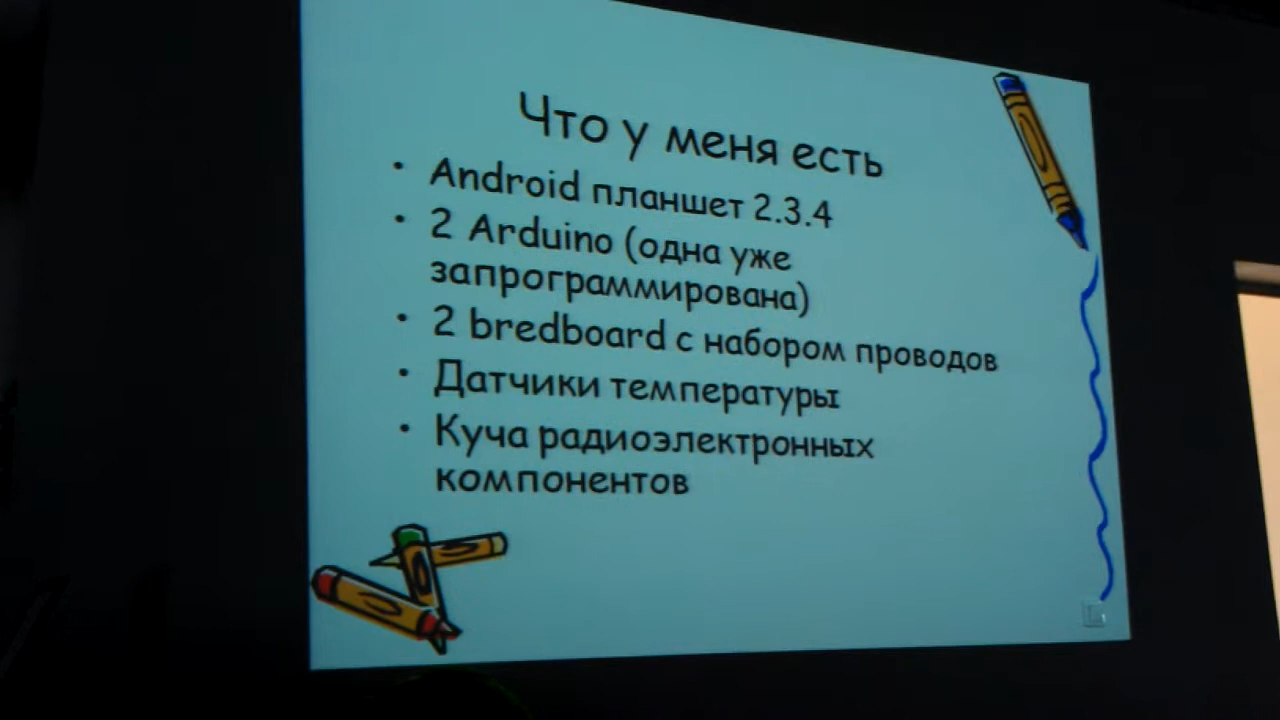 Что у меня есть
• Android планшет 2.3.4
• 2 Arduino (одна уже
запрограммирована)
• 2 bredboard с набором проводов
• Датчики температуры
• Куча радиоэлектронных
компонентов